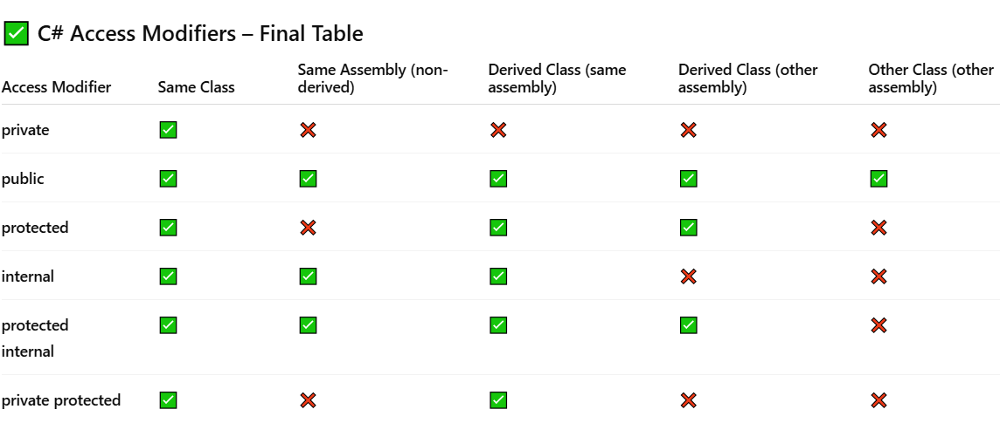 ✅ C# Access Modifiers – Final Table
Access Modifier Same Class Same Assembly (non-derived) Derived Class (same assembly) Derived Class (other assembly) Other Class (other assembly)
private ✅ ❌ ❌ ❌ ❌
public ✅ ✅ ✅ ✅ ✅
protected ✅ ❌ ✅ ✅ ❌
internal ✅ ✅ ✅ ❌ ❌
protected internal ✅ ✅ ✅ ✅ ❌
private protected ✅ ❌ ✅ ❌ ❌